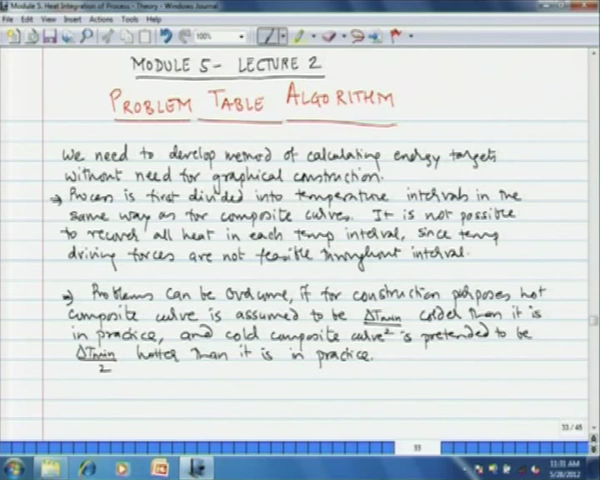 Module 5. Heat Integration of Process - Theory - Windows Journal
File Edit View Insert Actions Tools Help
100%
MODULE 5 - LECTURE 2
PROBLEM TABLE ALGORITHM
We need to develop method of calculating energy targets
without need for graphical construction.
→ Process is first divided into temperature intervals in the
same way as for composite curves. It is not possible
to recover all heat in each temp interval, since temp
driving forces are not feasible throughout interval.
→ Problems can be overcome, if for construction purposes hot
composite curve is assumed to be ΔTmin/2 colder than it is
in practice, and cold composite curve is pretended to be
ΔTmin/2 hotter than it is in practice.
33 / 45
33
11:31 AM
5/28/2012